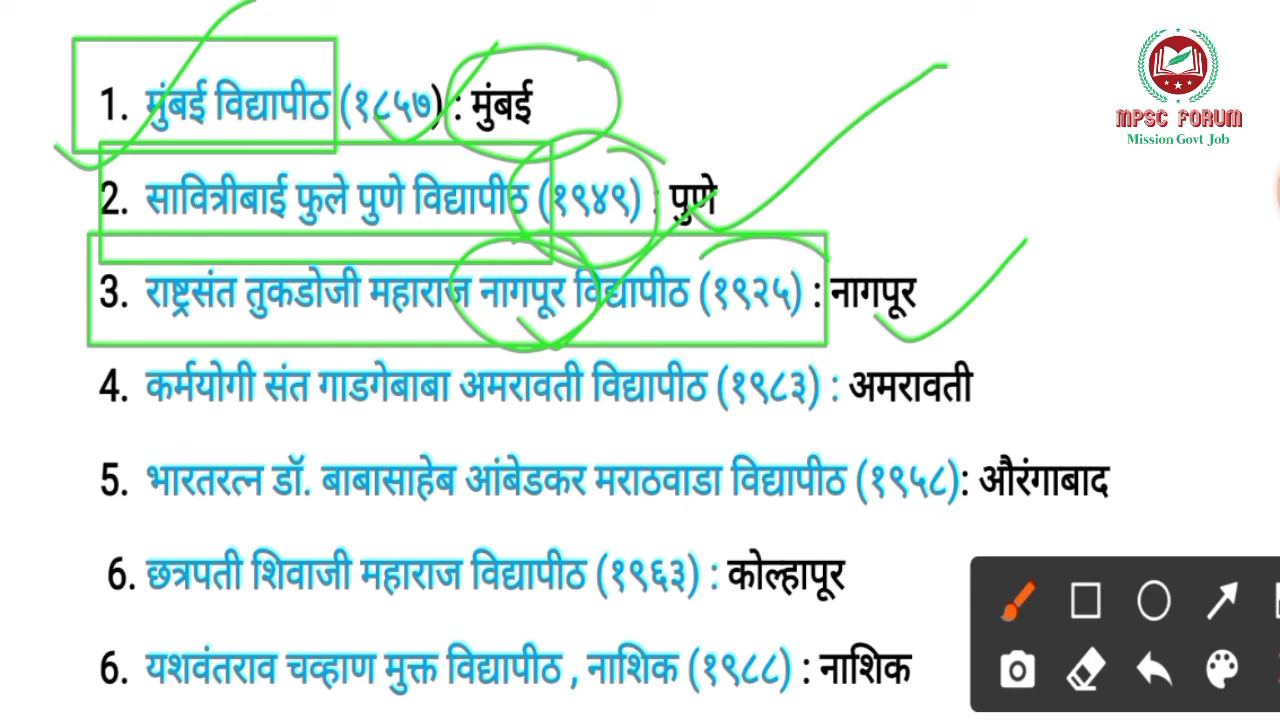 1. मुंबई विद्यापीठ (१८५७) : मुंबई
MPSC FORUM
Mission Govt Job
2. सावित्रीबाई फुले पुणे विद्यापीठ (१९४९) : पुणे
3. राष्ट्रसंत तुकडोजी महाराज नागपूर विद्यापीठ (१९२५) : नागपूर
4. कर्मयोगी संत गाडगेबाबा अमरावती विद्यापीठ (१९८३) : अमरावती
5. भारतरत्न डॉ. बाबासाहेब आंबेडकर मराठवाडा विद्यापीठ (१९५८): औरंगाबाद
6. छत्रपती शिवाजी महाराज विद्यापीठ (१९६३) : कोल्हापूर
6. यशवंतराव चव्हाण मुक्त विद्यापीठ , नाशिक (१९८८) : नाशिक